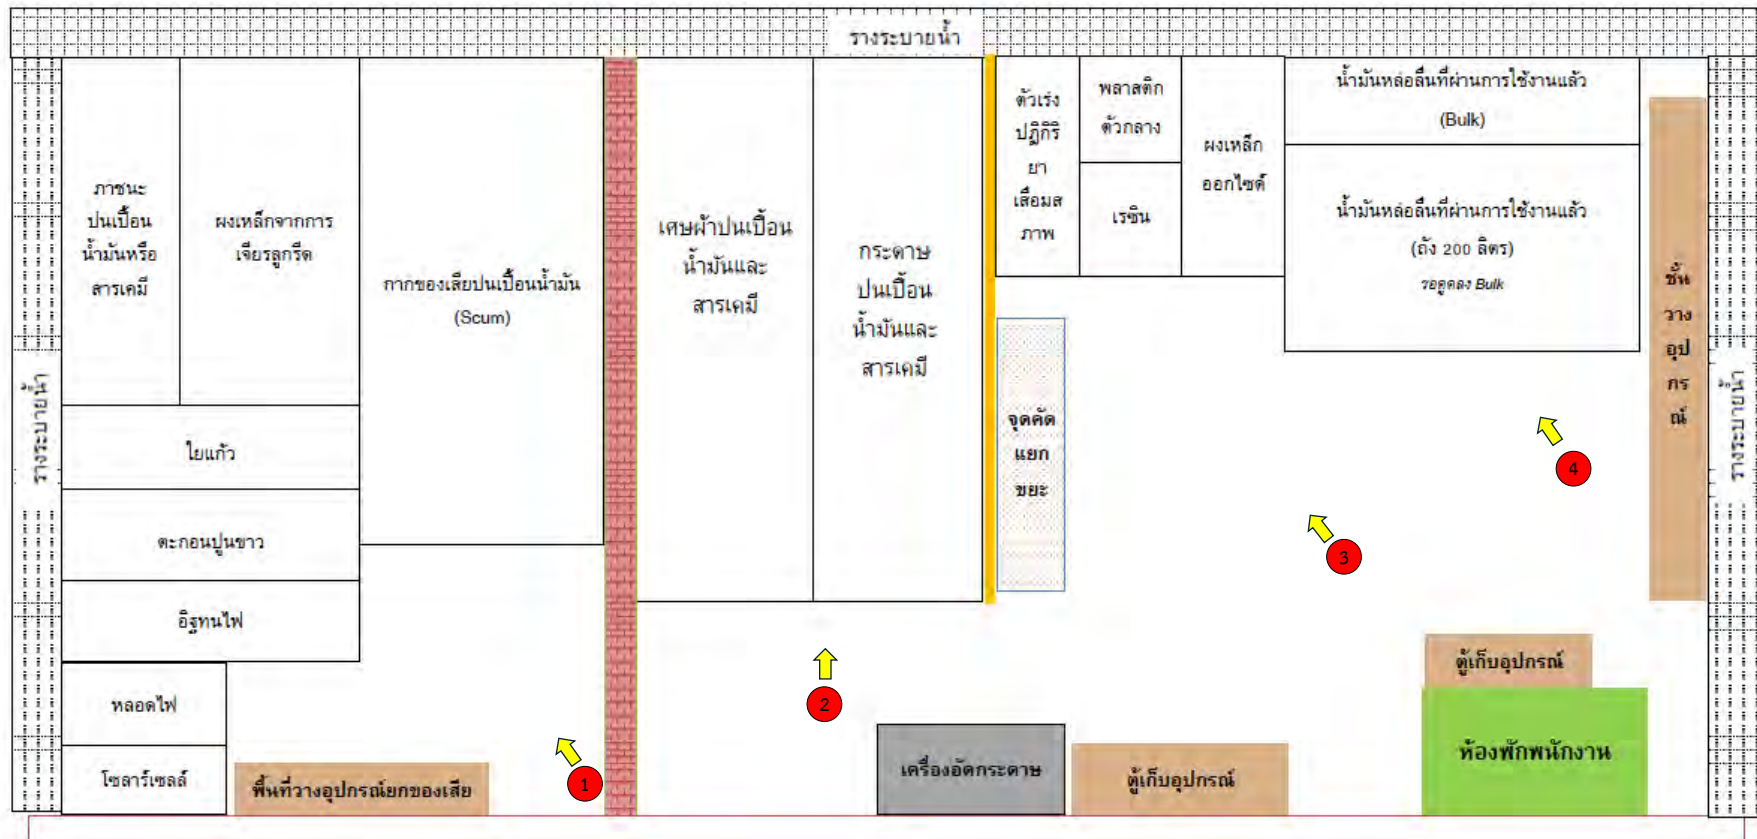 รางระบายน้ำ
รางระบายน้ำ
ภาชนะ
ปนเปื้อน
น้ำมันหรือ
สารเคมี
ผงเหล็กจากการ
เจียรลูกรีด
กากของเสียปนเปื้อนน้ำมัน
(Scum)
ใยแก้ว
ตะกอนปูนขาว
อิฐทนไฟ
หลอดไฟ
โซลาร์เซลล์
พื้นที่วางอุปกรณ์ยกของเสีย
1
เศษผ้าปนเปื้อน
น้ำมันและ
สารเคมี
กระดาษ
ปนเปื้อน
น้ำมันและ
สารเคมี
2
เครื่องอัดกระดาษ
ตัวเร่ง
ปฏิกิริ
ยา
เสื่อมส
ภาพ
พลาสติก
ตัวกลาง
เรซิน
ผงเหล็ก
ออกไซด์
น้ำมันหล่อลื่นที่ผ่านการใช้งานแล้ว
(Bulk)
น้ำมันหล่อลื่นที่ผ่านการใช้งานแล้ว
(ถัง 200 ลิตร)
รอดูดลง Bulk
จุดคัด
แยก
ขยะ
3
4
ชั้น
วาง
อุป
กร
ณ์
ตู้เก็บอุปกรณ์
ห้องพักพนักงาน
ตู้เก็บอุปกรณ์
รางระบายน้ำ